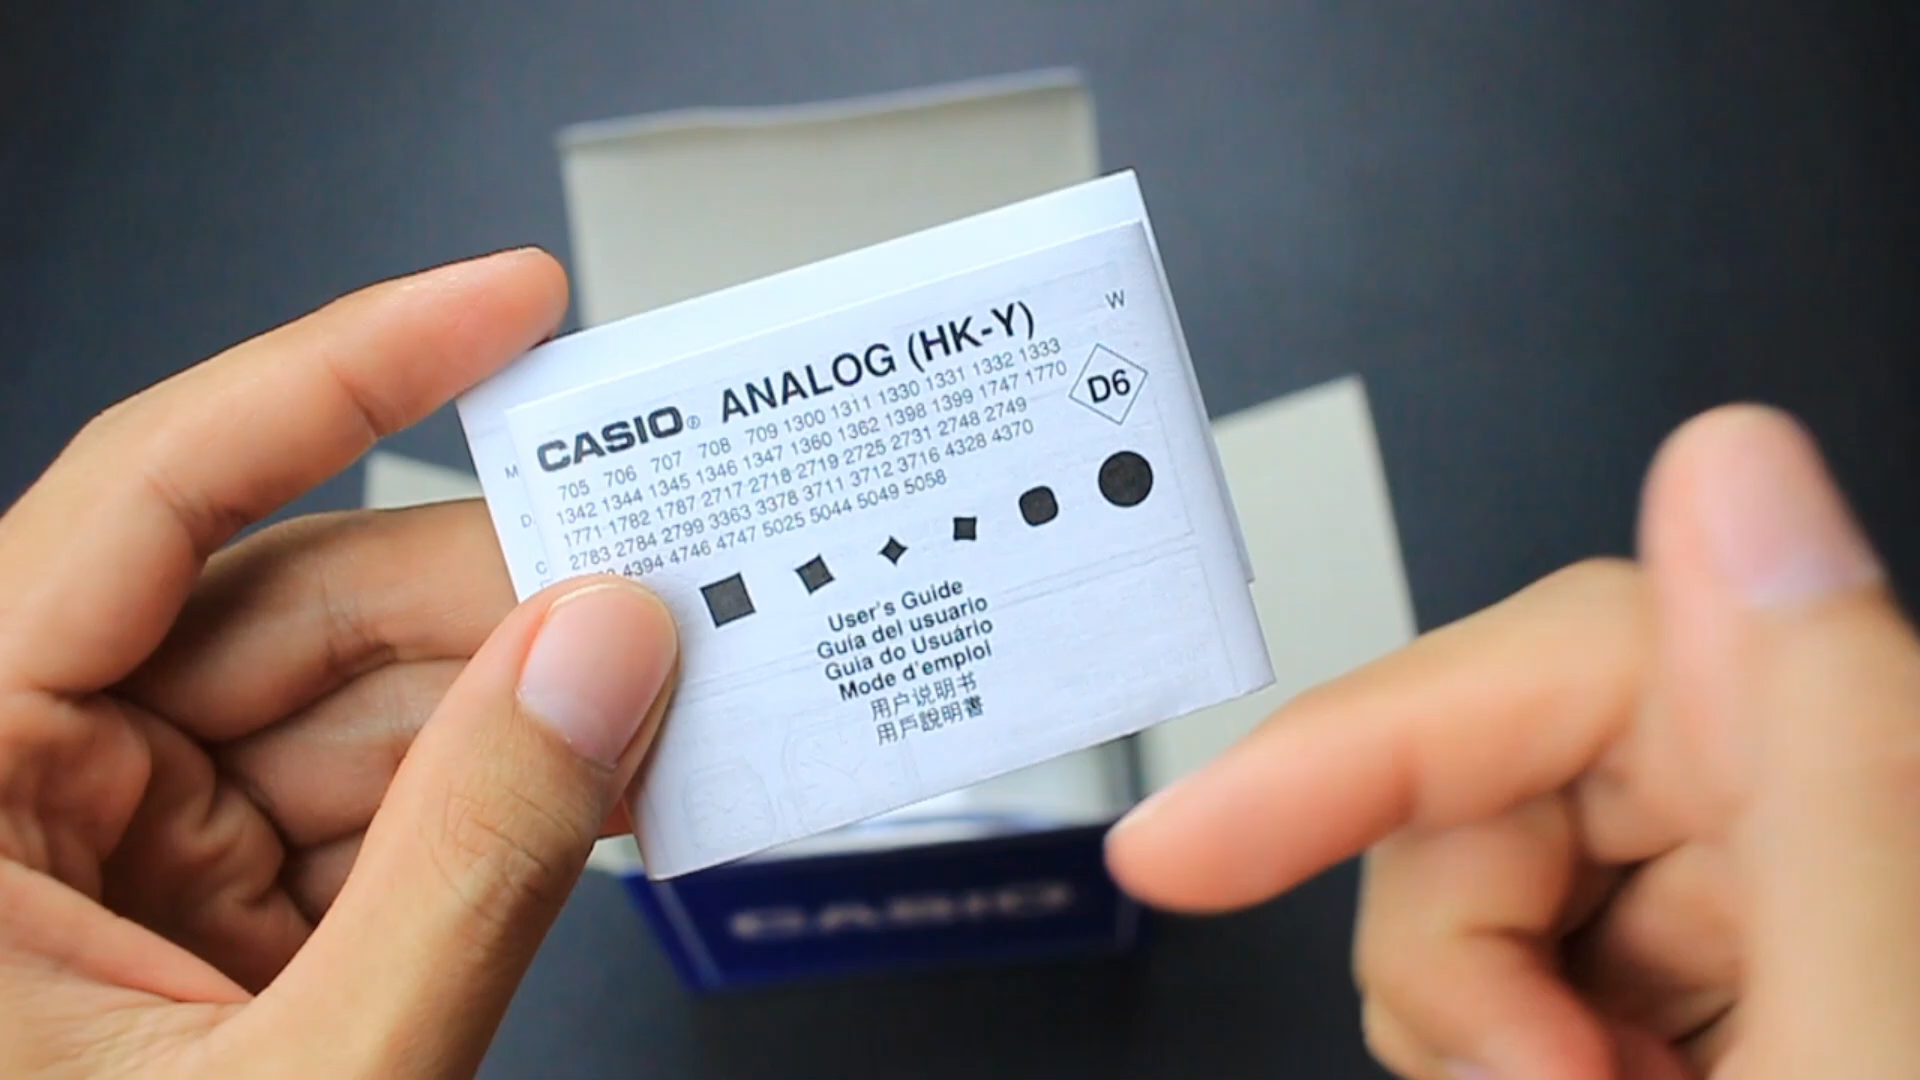 W
CASIO® ANALOG (HK-Y)
D6
705 706 707 708 709 1300 1311 1330 1331 1332 1333
1342 1344 1345 1346 1347 1360 1362 1398 1399 1747 1770
1771 1782 1787 2717 2718 2719 2725 2731 2748 2749
2783 2784 2799 3363 3378 3711 3712 3716 4328 4370
4394 4746 4747 5025 5044 5049 5058
User's Guide
Guía del usuario
Guia do Usuário
Mode d'emploi
用户说明书
用戶說明書
M
D
C
CASIO